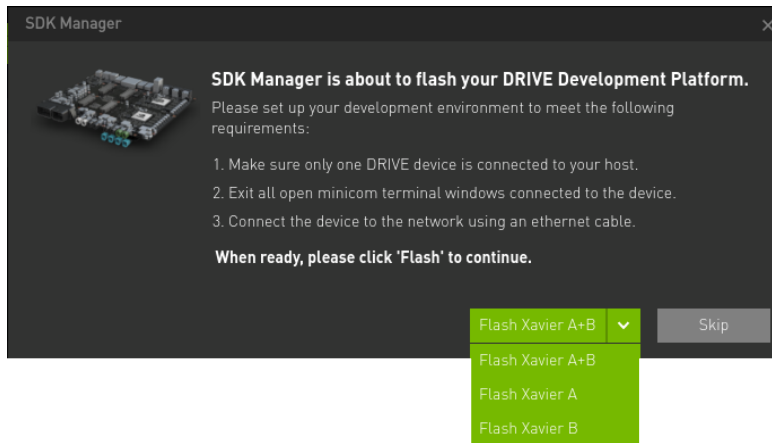 SDK Manager
SDK Manager is about to flash your DRIVE Development Platform.
Please set up your development environment to meet the following
requirements:
1. Make sure only one DRIVE device is connected to your host.
2. Exit all open minicom terminal windows connected to the device.
3. Connect the device to the network using an ethernet cable.
When ready, please click 'Flash' to continue.
Flash Xavier A+B
Skip
Flash Xavier A+B
Flash Xavier A
Flash Xavier B